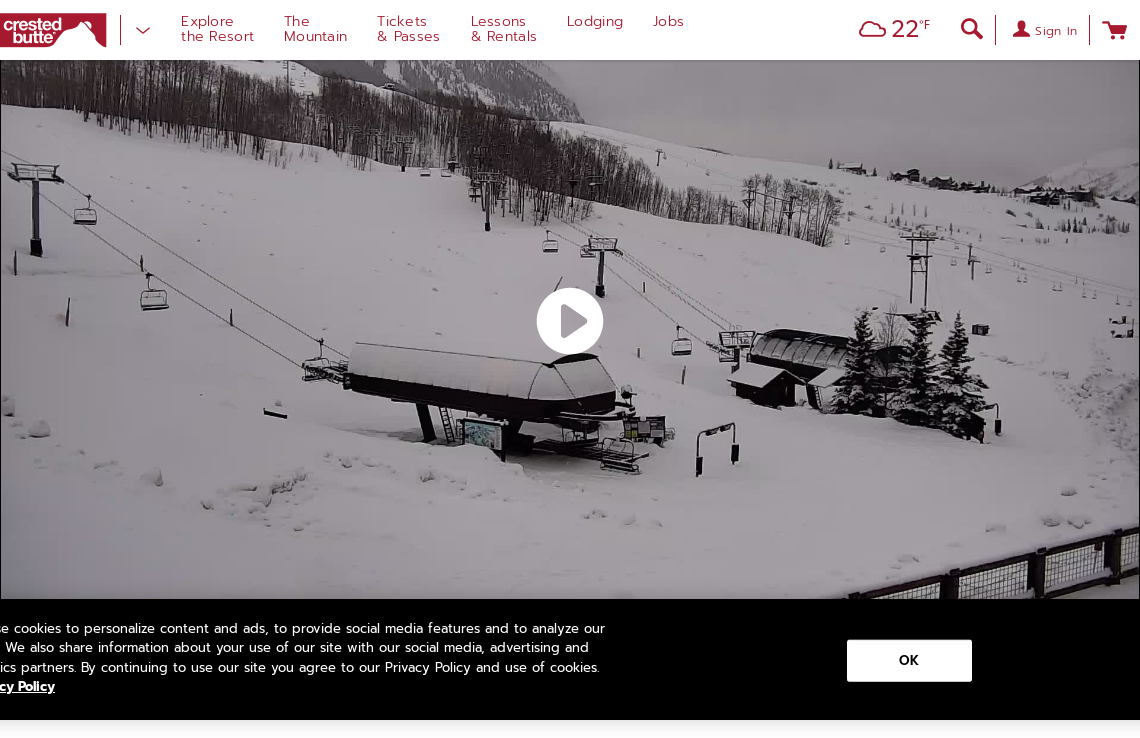 crested
butte
Explore
the Resort
The
Mountain
Tickets
& Passes
Lessons
& Rentals
Lodging
Jobs
22°F
Sign In
se cookies to personalize content and ads, to provide social media features and to analyze our
We also share information about your use of our site with our social media, advertising and
ics partners. By continuing to use our site you agree to our Privacy Policy and use of cookies.
cy Policy
OK